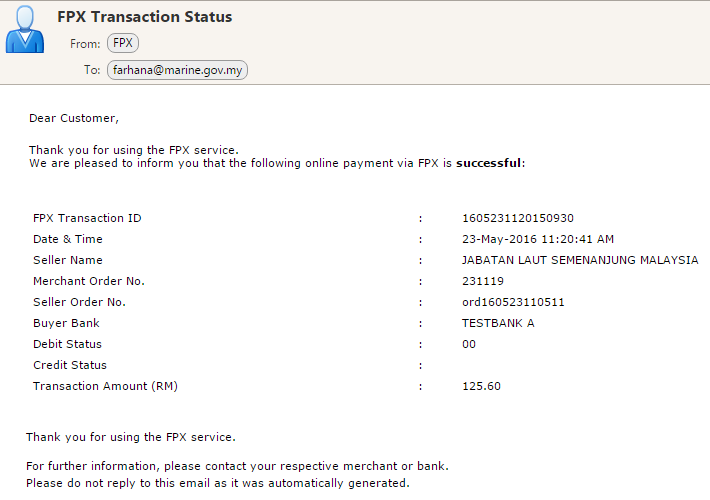 FPX Transaction Status
From: FPX
To: farhana@marine.gov.my
Dear Customer,
Thank you for using the FPX service.
We are pleased to inform you that the following online payment via FPX is successful:
FPX Transaction ID : 1605231120150930
Date & Time : 23-May-2016 11:20:41 AM
Seller Name : JABATAN LAUT SEMENANJUNG MALAYSIA
Merchant Order No. : 231119
Seller Order No. : ord160523110511
Buyer Bank : TESTBANK A
Debit Status : 00
Credit Status :
Transaction Amount (RM) : 125.60
Thank you for using the FPX service.
For further information, please contact your respective merchant or bank.
Please do not reply to this email as it was automatically generated.